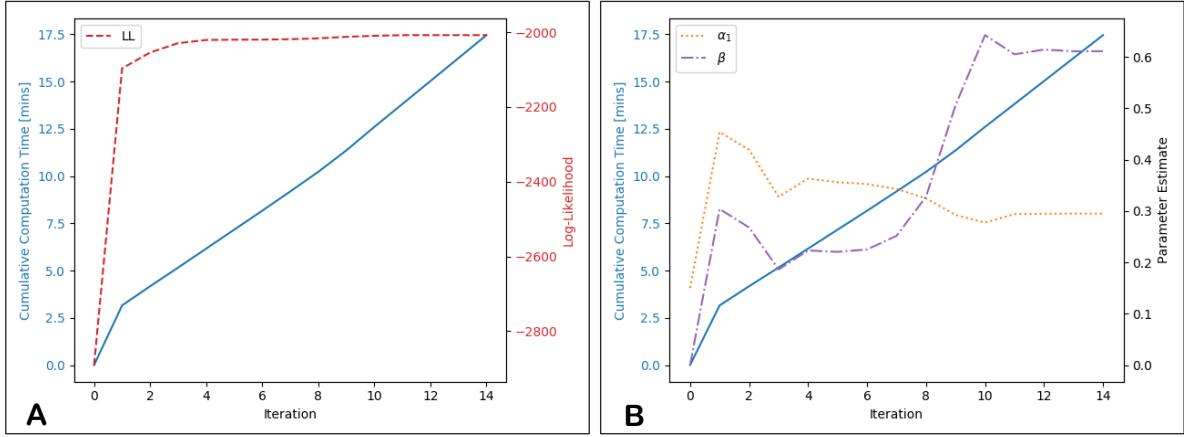 LL
17.5
15.0
12.5
10.0
7.5
5.0
2.5
0.0
Cumulative Computation Time [mins]
−2000
−2200
−2400
−2600
−2800
Log-Likelihood
0 2 4 6 8 10 12 14
Iteration
A
α1
β
17.5
15.0
12.5
10.0
7.5
5.0
2.5
0.0
Cumulative Computation Time [mins]
0.6
0.5
0.4
0.3
0.2
0.1
0.0
Parameter Estimate
0 2 4 6 8 10 12 14
Iteration
B